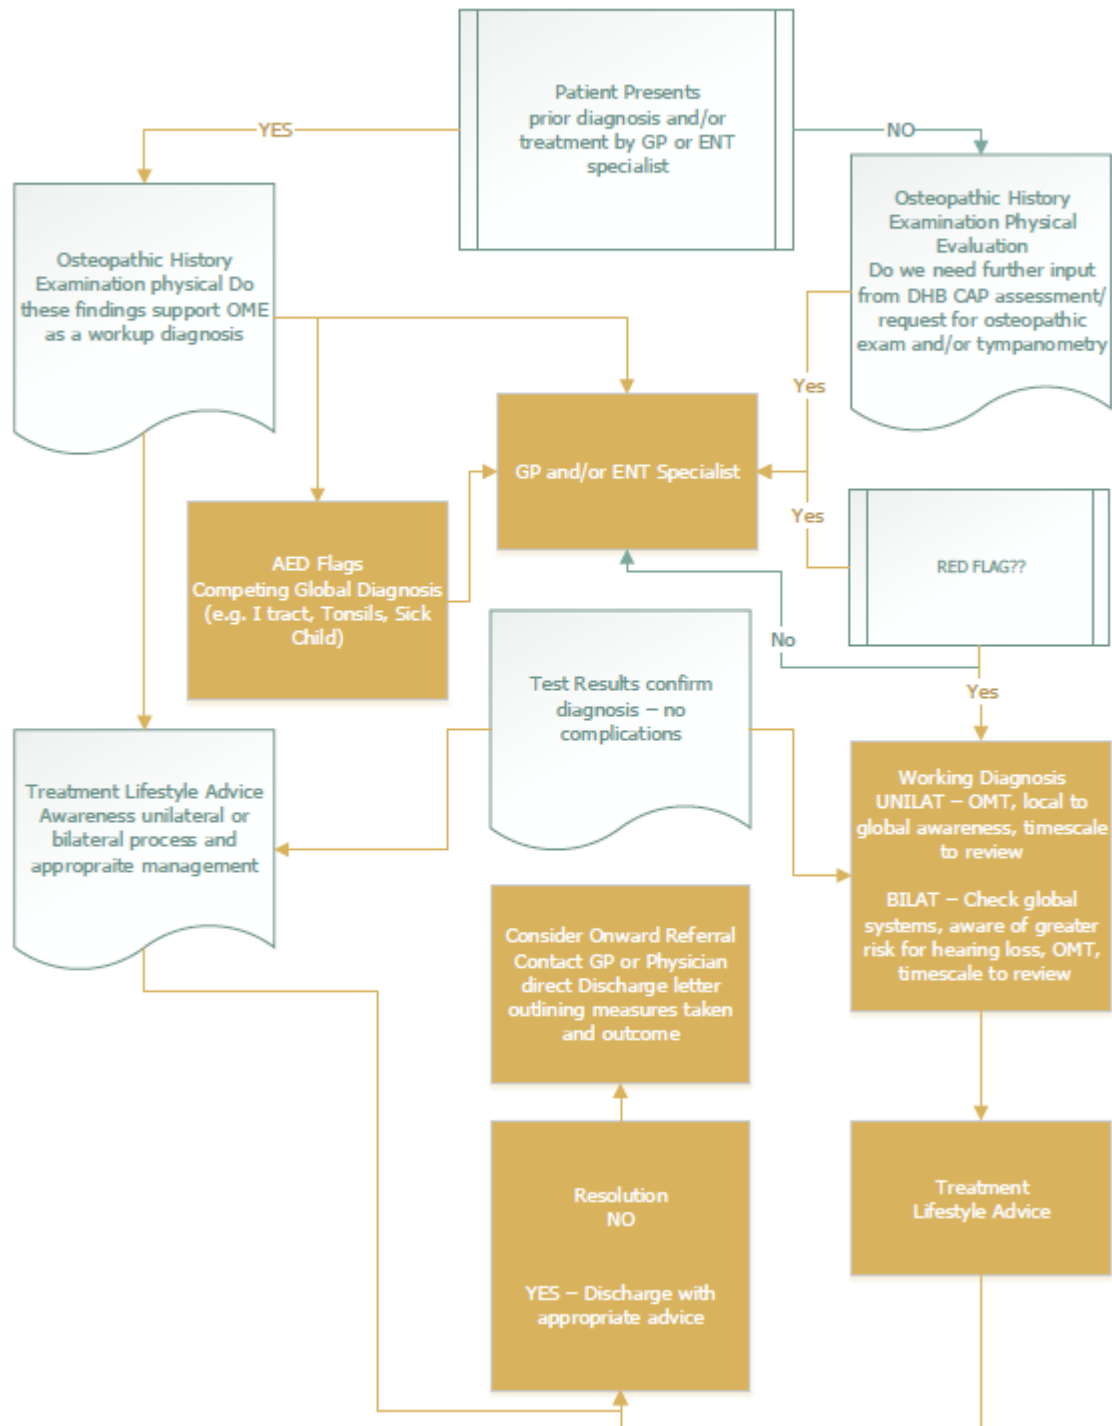 Patient Presents
prior diagnosis and/or
treatment by GP or ENT
specialist
YES
NO
Osteopathic History
Examination physical Do
these findings support OME
as a workup diagnosis
Osteopathic History
Examination Physical
Evaluation
Do we need further input
from DHB CAP assessment/
request for osteopathic
exam and/or tympanometry
Yes
GP and/or ENT Specialist
Yes
AED Flags
Competing Global Diagnosis
(e.g. I tract, Tonsils, Sick
Child)
RED FLAG??
No
Yes
Test Results confirm
diagnosis – no
complications
Treatment Lifestyle Advice
Awareness unilateral or
bilateral process and
appropraite management
Working Diagnosis
UNILAT – OMT, local to
global awareness, timescale
to review
BILAT – Check global
systems, aware of greater
risk for hearing loss, OMT,
timescale to review
Consider Onward Referral
Contact GP or Physician
direct Discharge letter
outlining measures taken
and outcome
Resolution
NO
YES – Discharge with
appropriate advice
Treatment
Lifestyle Advice